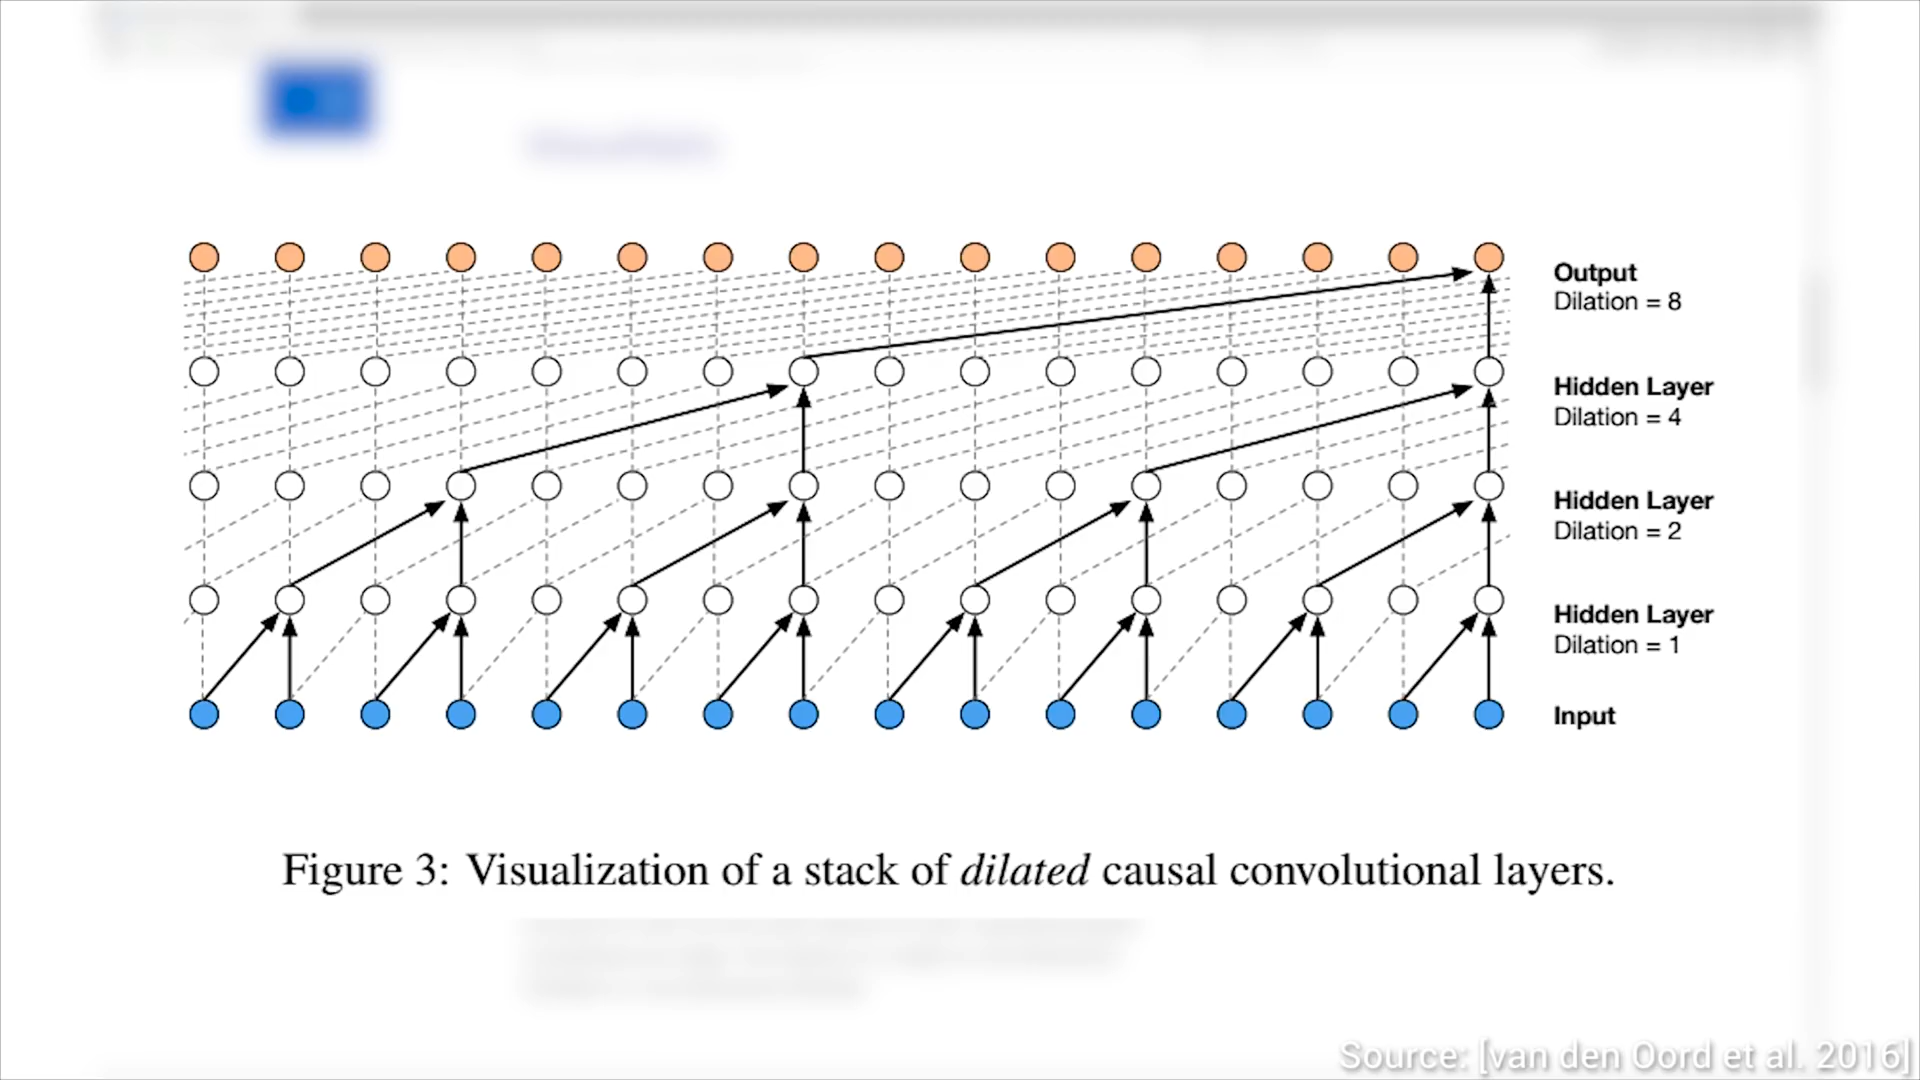 Output
Dilation = 8
Hidden Layer
Dilation = 4
Hidden Layer
Dilation = 2
Hidden Layer
Dilation = 1
Input
Figure 3: Visualization of a stack of dilated causal convolutional layers.
Source: [van den Oord et al. 2016]